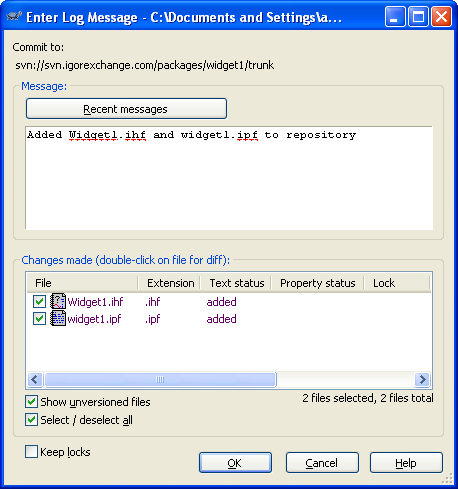 Enter Log Message - C:\Documents and Settings\a...
Commit to:
svn://svn.igorexchange.com/packages/widget1/trunk
Message:
Recent messages
Added Widget1.ihf and widget1.ipf to repository
Changes made (double-click on file for diff):
File Extension Text status Property status Lock
Widget1.ihf .ihf added
widget1.ipf .ipf added
Show unversioned files
2 files selected, 2 files total
Select / deselect all
Keep locks
OK Cancel Help